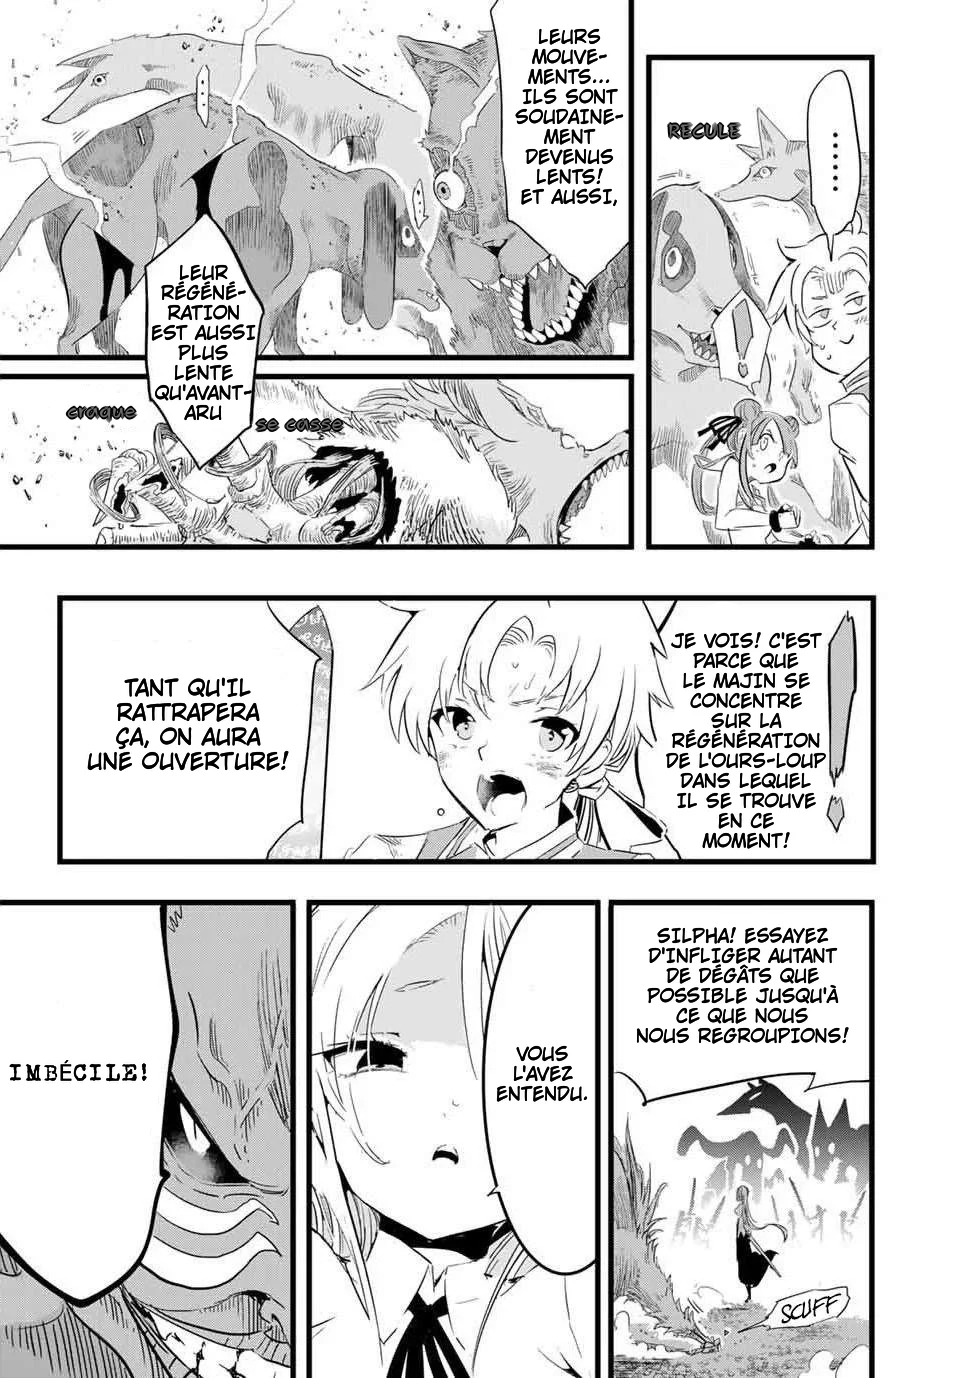 RECULE
......
!
LEURS
MOUVE-
MENTS...
ILS SONT
SOUDAINE-
MENT
DEVENUS
LENTS!
ET AUSSI,
...
...
LEUR
RÉGÉNÉ-
RATION
EST AUSSI
PLUS
LENTE
QU'AVANT-
ARU
se casse
craque
!
JE VOIS! C'EST
PARCE QUE
LE MAJIN SE
CONCENTRE
SUR LA
RÉGÉNÉRATION
DE L'OURS-LOUP
DANS LEQUEL
IL SE TROUVE
EN CE
MOMENT!
TANT QU'IL
RATTRAPERA
ÇA, ON AURA
UNE OUVERTURE!
SILPHA! ESSAYEZ
D'INFLIGER AUTANT
DE DÉGÂTS QUE
POSSIBLE JUSQU'À
CE QUE NOUS
NOUS REGROUPIONS!
SCUFF
VOUS
L'AVEZ
ENTENDU.
IMBÉCILE!